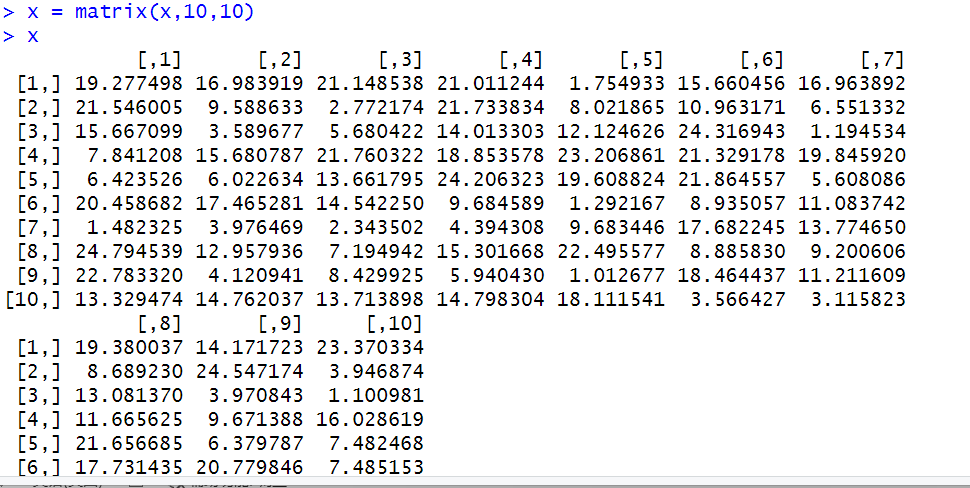 > x = matrix(x,10,10)
> x
[,1] [,2] [,3] [,4] [,5] [,6] [,7]
[1,] 19.277498 16.983919 21.148538 21.011244 1.754933 15.660456 16.963892
[2,] 21.546005 9.588633 2.772174 21.733834 8.021865 10.963171 6.551332
[3,] 15.667099 3.589677 5.680422 14.013303 12.124626 24.316943 1.194534
[4,] 7.841208 15.680787 21.760322 18.853578 23.206861 21.329178 19.845920
[5,] 6.423526 6.022634 13.661795 24.206323 19.608824 21.864557 5.608086
[6,] 20.458682 17.465281 14.542250 9.684589 1.292167 8.935057 11.083742
[7,] 1.482325 3.976469 2.343502 4.394308 9.683446 17.682245 13.774650
[8,] 24.794539 12.957936 7.194942 15.301668 22.495577 8.885830 9.200606
[9,] 22.783320 4.120941 8.429925 5.940430 1.012677 18.464437 11.211609
[10,] 13.329474 14.762037 13.713898 14.798304 18.111541 3.566427 3.115823
[,8] [,9] [,10]
[1,] 19.380037 14.171723 23.370334
[2,] 8.689230 24.547174 3.946874
[3,] 13.081370 3.970843 1.100981
[4,] 11.665625 9.671388 16.028619
[5,] 21.656685 6.379787 7.482468
[6,] 17.731435 20.779846 7.485153